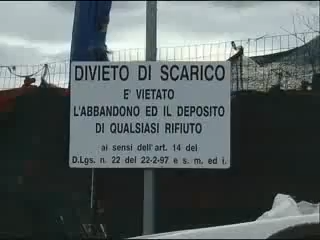 DIVIETO DI SCARICO
E' VIETATO
L'ABBANDONO ED IL DEPOSITO
DI QUALSIASI RIFIUTO
ai sensi dell'art. 14 del
D.Lgs. n. 22 del 22-2-97 e s. m. ed i.